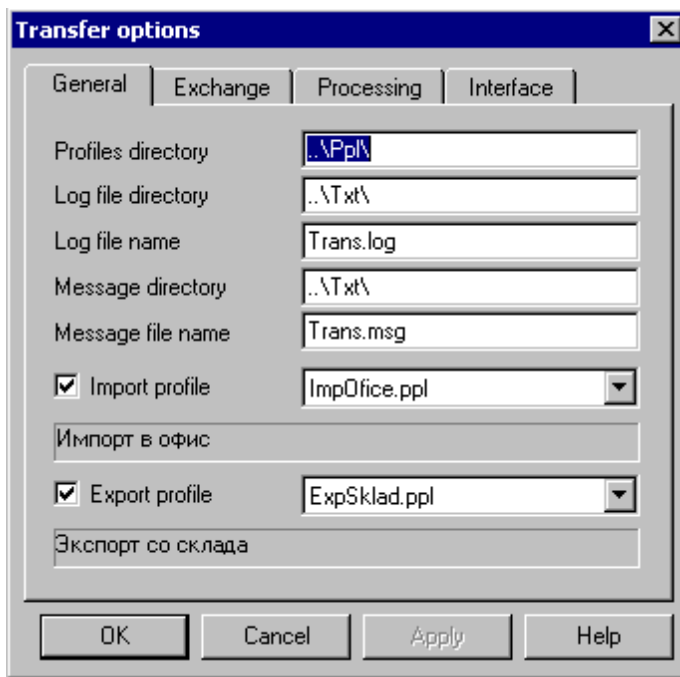 Transfer options
General Exchange Processing Interface
Profiles directory ..\Ppl\
Log file directory ..\Txt\
Log file name Trans.log
Message directory ..\Txt\
Message file name Trans.msg
Import profile ImpOfice.ppl
Импорт в офис
Export profile ExpSklad.ppl
Экспорт со склада
OK Cancel Apply Help